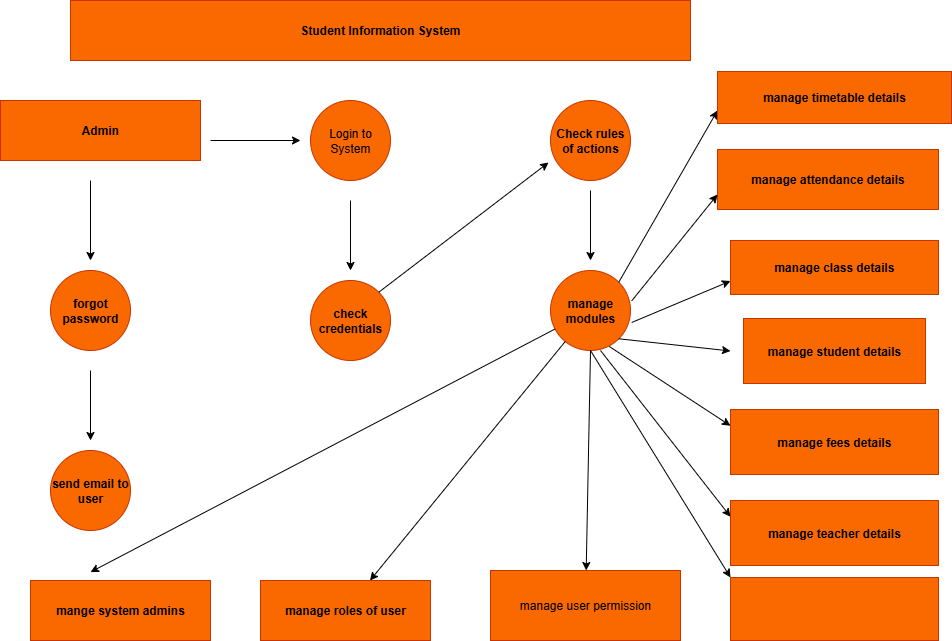 Student Information System
Admin
Login to
System
Check rules
of actions
manage timetable details
manage attendance details
manage class details
forgot
password
check
credentials
manage
modules
manage student details
manage fees details
send email to
user
manage teacher details
mange system admins
manage roles of user
manage user permission